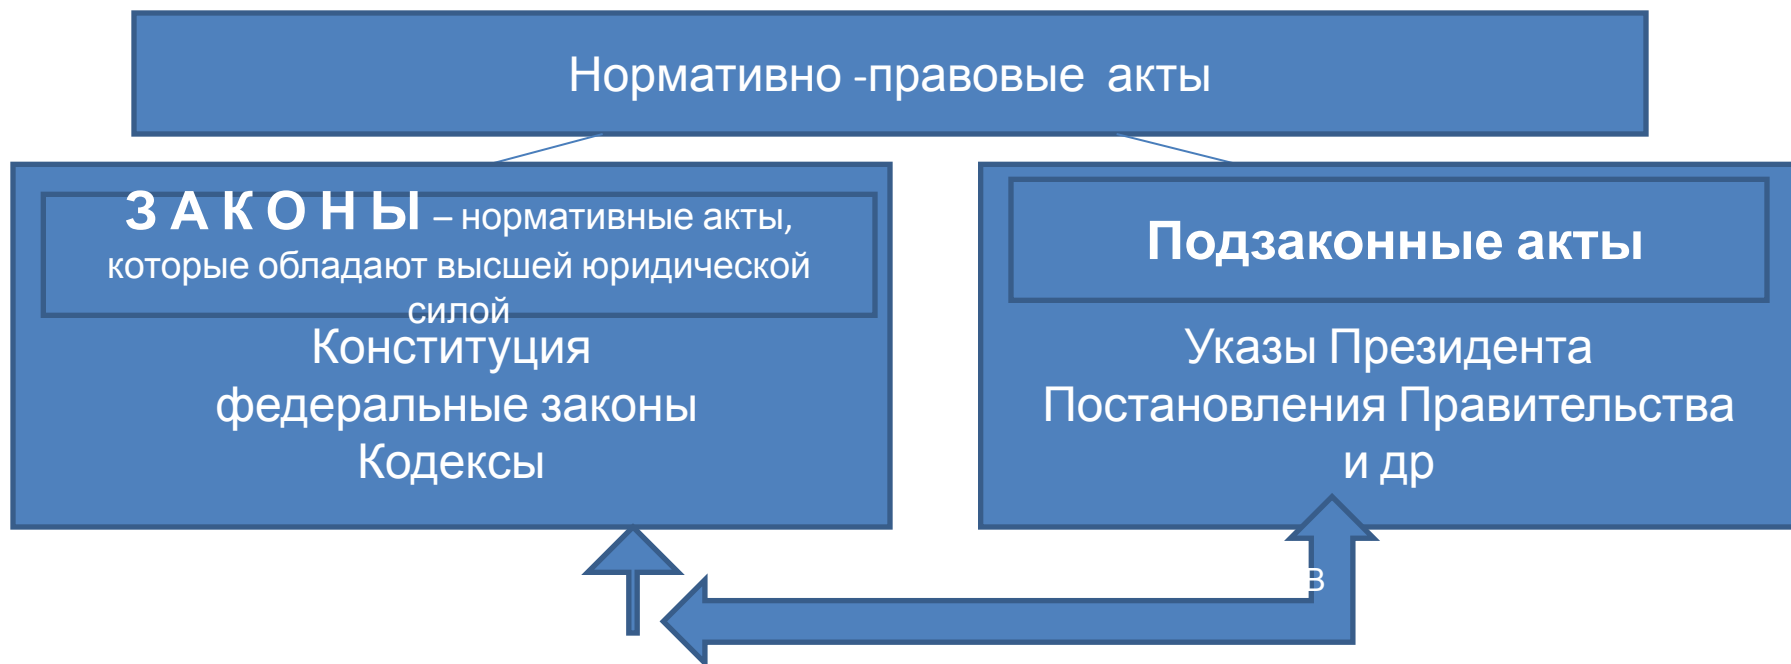 Нормативно -правовые акты
З А К О Н Ы – нормативные акты,
которые обладают высшей юридической
силой
Конституция
федеральные законы
Кодексы
Подзаконные акты
Указы Президента
Постановления Правительства
и др
в